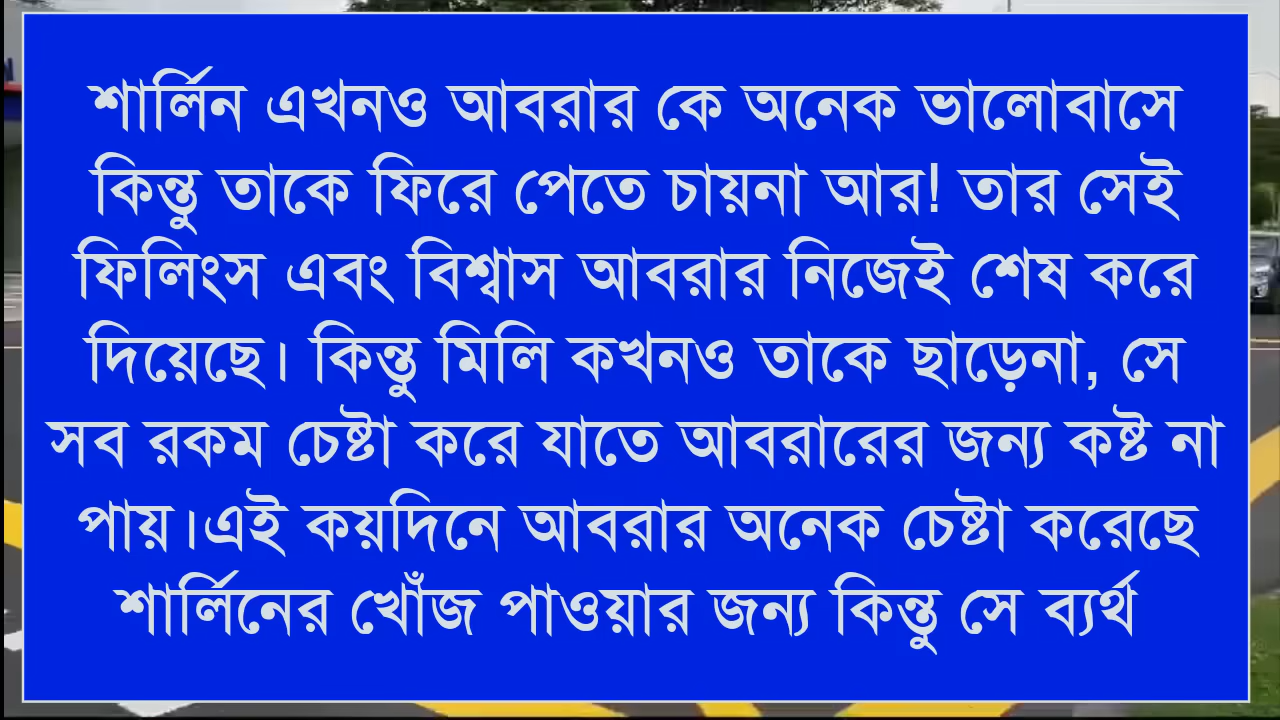 শার্লিন এখনও আবরার কে অনেক ভালোবাসে
কিন্তু তাকে ফিরে পেতে চায়না আর! তার সেই
ফিলিংস এবং বিশ্বাস আবরার নিজেই শেষ করে
দিয়েছে। কিন্তু মিলি কখনও তাকে ছাড়েনা, সে
সব রকম চেষ্টা করে যাতে আবরারের জন্য কষ্ট না
পায়।এই কয়দিনে আবরার অনেক চেষ্টা করেছে
শার্লিনের খোঁজ পাওয়ার জন্য কিন্তু সে ব্যর্থ